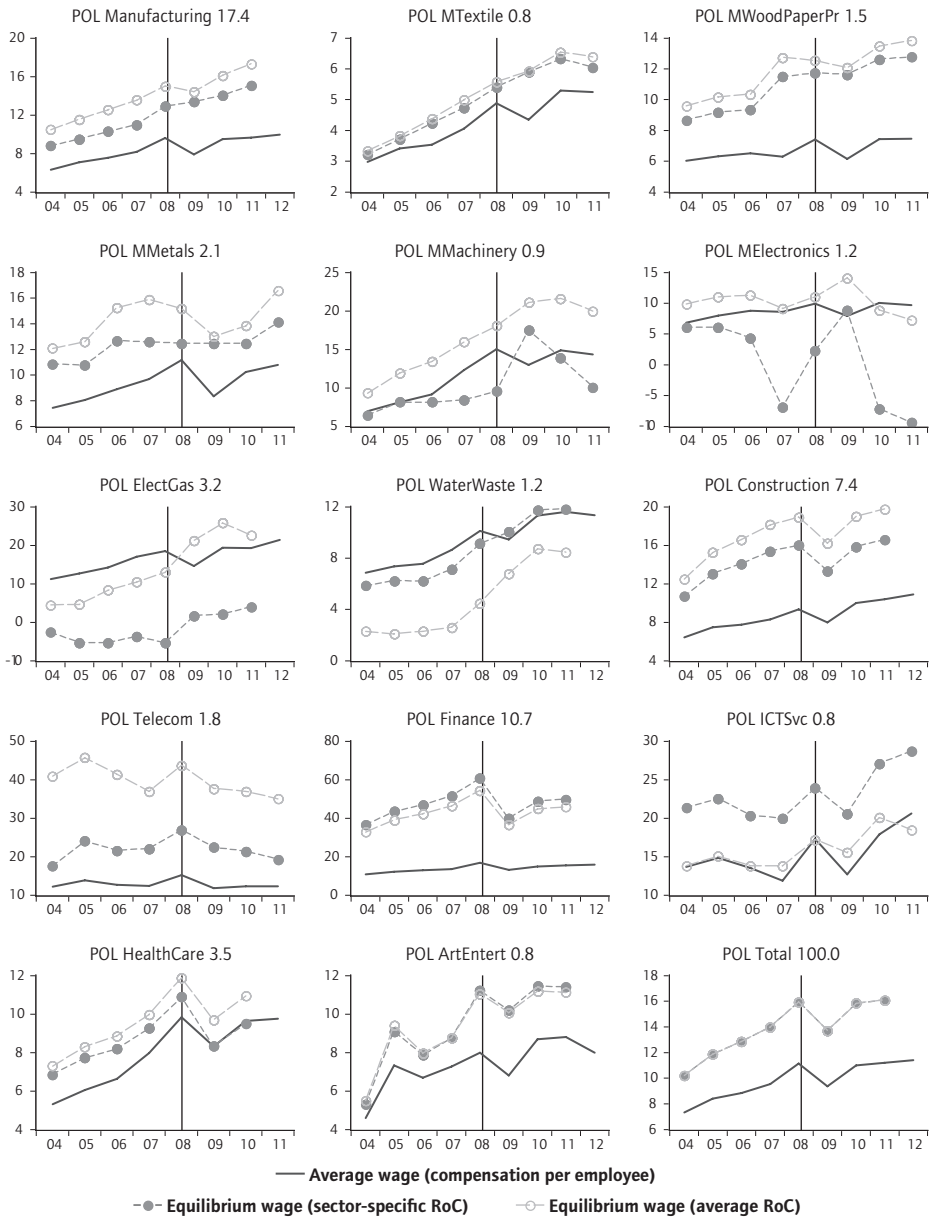 POL Manufacturing 17.4
20
16
12
8
4
04 05 06 07 08 09 10 11 12
POL MTextile 0.8
7
6
5
4
3
2
04 05 06 07 08 09 10 11
POL MWoodPaperPr 1.5
14
12
10
8
6
4
04 05 06 07 08 09 10 11
POL MMetals 2.1
18
16
14
12
10
8
6
04 05 06 07 08 09 10 11
POL MMachinery 0.9
25
20
15
10
5
04 05 06 07 08 09 10 11
POL MElectronics 1.2
15
10
5
0
-5
-10
04 05 06 07 08 09 10 11
POL ElectGas 3.2
30
20
10
0
-10
04 05 06 07 08 09 10 11 12
POL WaterWaste 1.2
12
8
4
0
04 05 06 07 08 09 10 11 12
POL Construction 7.4
20
16
12
8
4
04 05 06 07 08 09 10 11 12
POL Telecom 1.8
50
40
30
20
10
04 05 06 07 08 09 10 11
POL Finance 10.7
80
60
40
20
0
04 05 06 07 08 09 10 11 12
POL ICTSvc 0.8
30
25
20
15
10
04 05 06 07 08 09 10 11
POL HealthCare 3.5
12
10
8
6
4
04 05 06 07 08 09 10 11
POL ArtEntert 0.8
12
10
8
6
4
04 05 06 07 08 09 10 11 12
POL Total 100.0
18
16
14
12
10
8
6
04 05 06 07 08 09 10 11 12
Average wage (compensation per employee)
Equilibrium wage (sector-specific RoC) Equilibrium wage (average RoC)